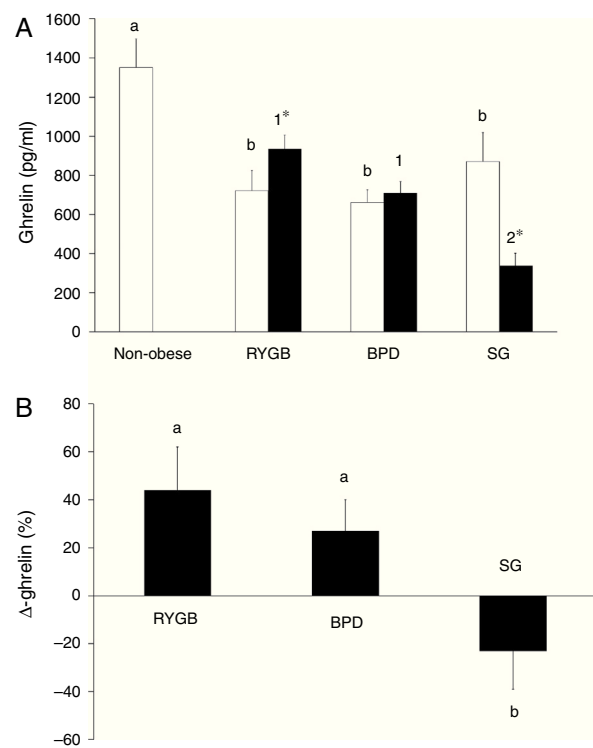 A
Ghrelin (pg/ml)
1600
1400
1200
1000
800
600
400
200
0
a
b
1*
b
1
b
2*
Non-obese RYGB BPD SG
B
Δ-ghrelin (%)
80
60
40
20
0
–20
–40
–60
a
a
SG
RYGB
BPD
b